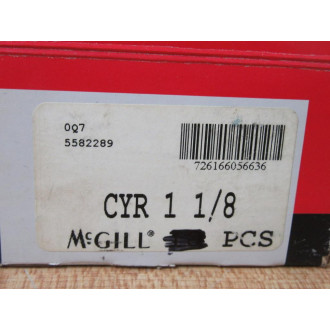 0Q7
5582289
726166056636
CYR 1 1/8
McGILL® PCS